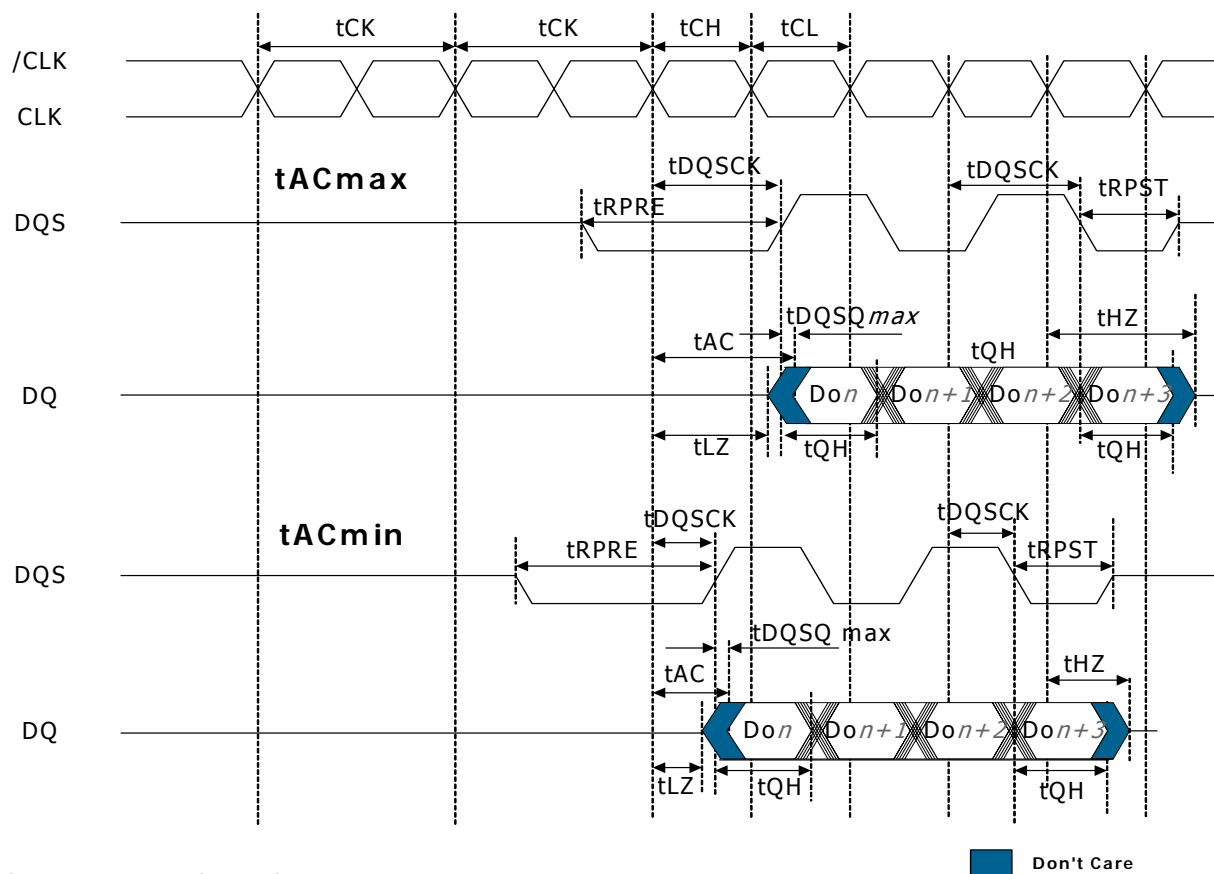 tCK tCK tCH tCL
/CLK
CLK
tACmax
tDQSCK tDQSCK
tRPRE tRPST
DQS
tDQSQmax tHZ
tAC
tQH
DQ Don Don+1 Don+2 Don+3
tLZ tQH tQH
tACmin
tDQSCK tDQSCK
tRPRE tRPST
DQS
tDQSQ max
tAC tHZ
DQ Don Don+1 Don+2 Don+3
tLZ tQH tQH
Don't Care